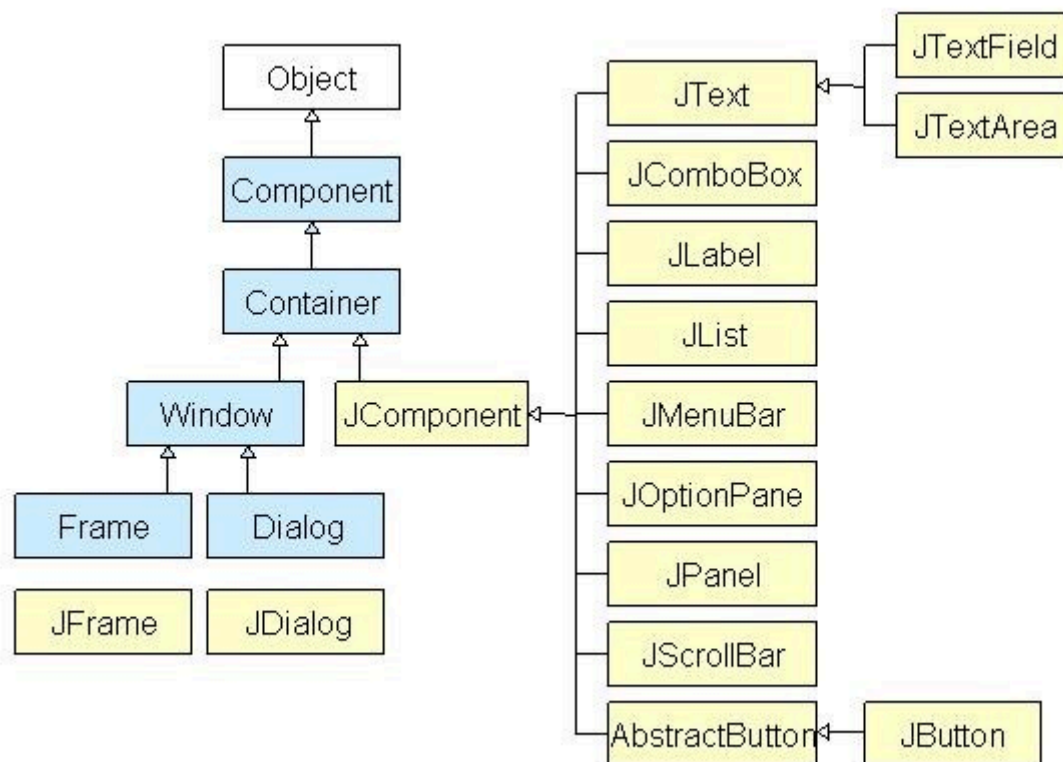 Object
Component
Container
Window
JComponent
Frame
Dialog
JFrame
JDialog
JText
JComboBox
JLabel
JList
JMenuBar
JOptionPane
JPanel
JScrollBar
AbstractButton
JTextField
JTextArea
JButton